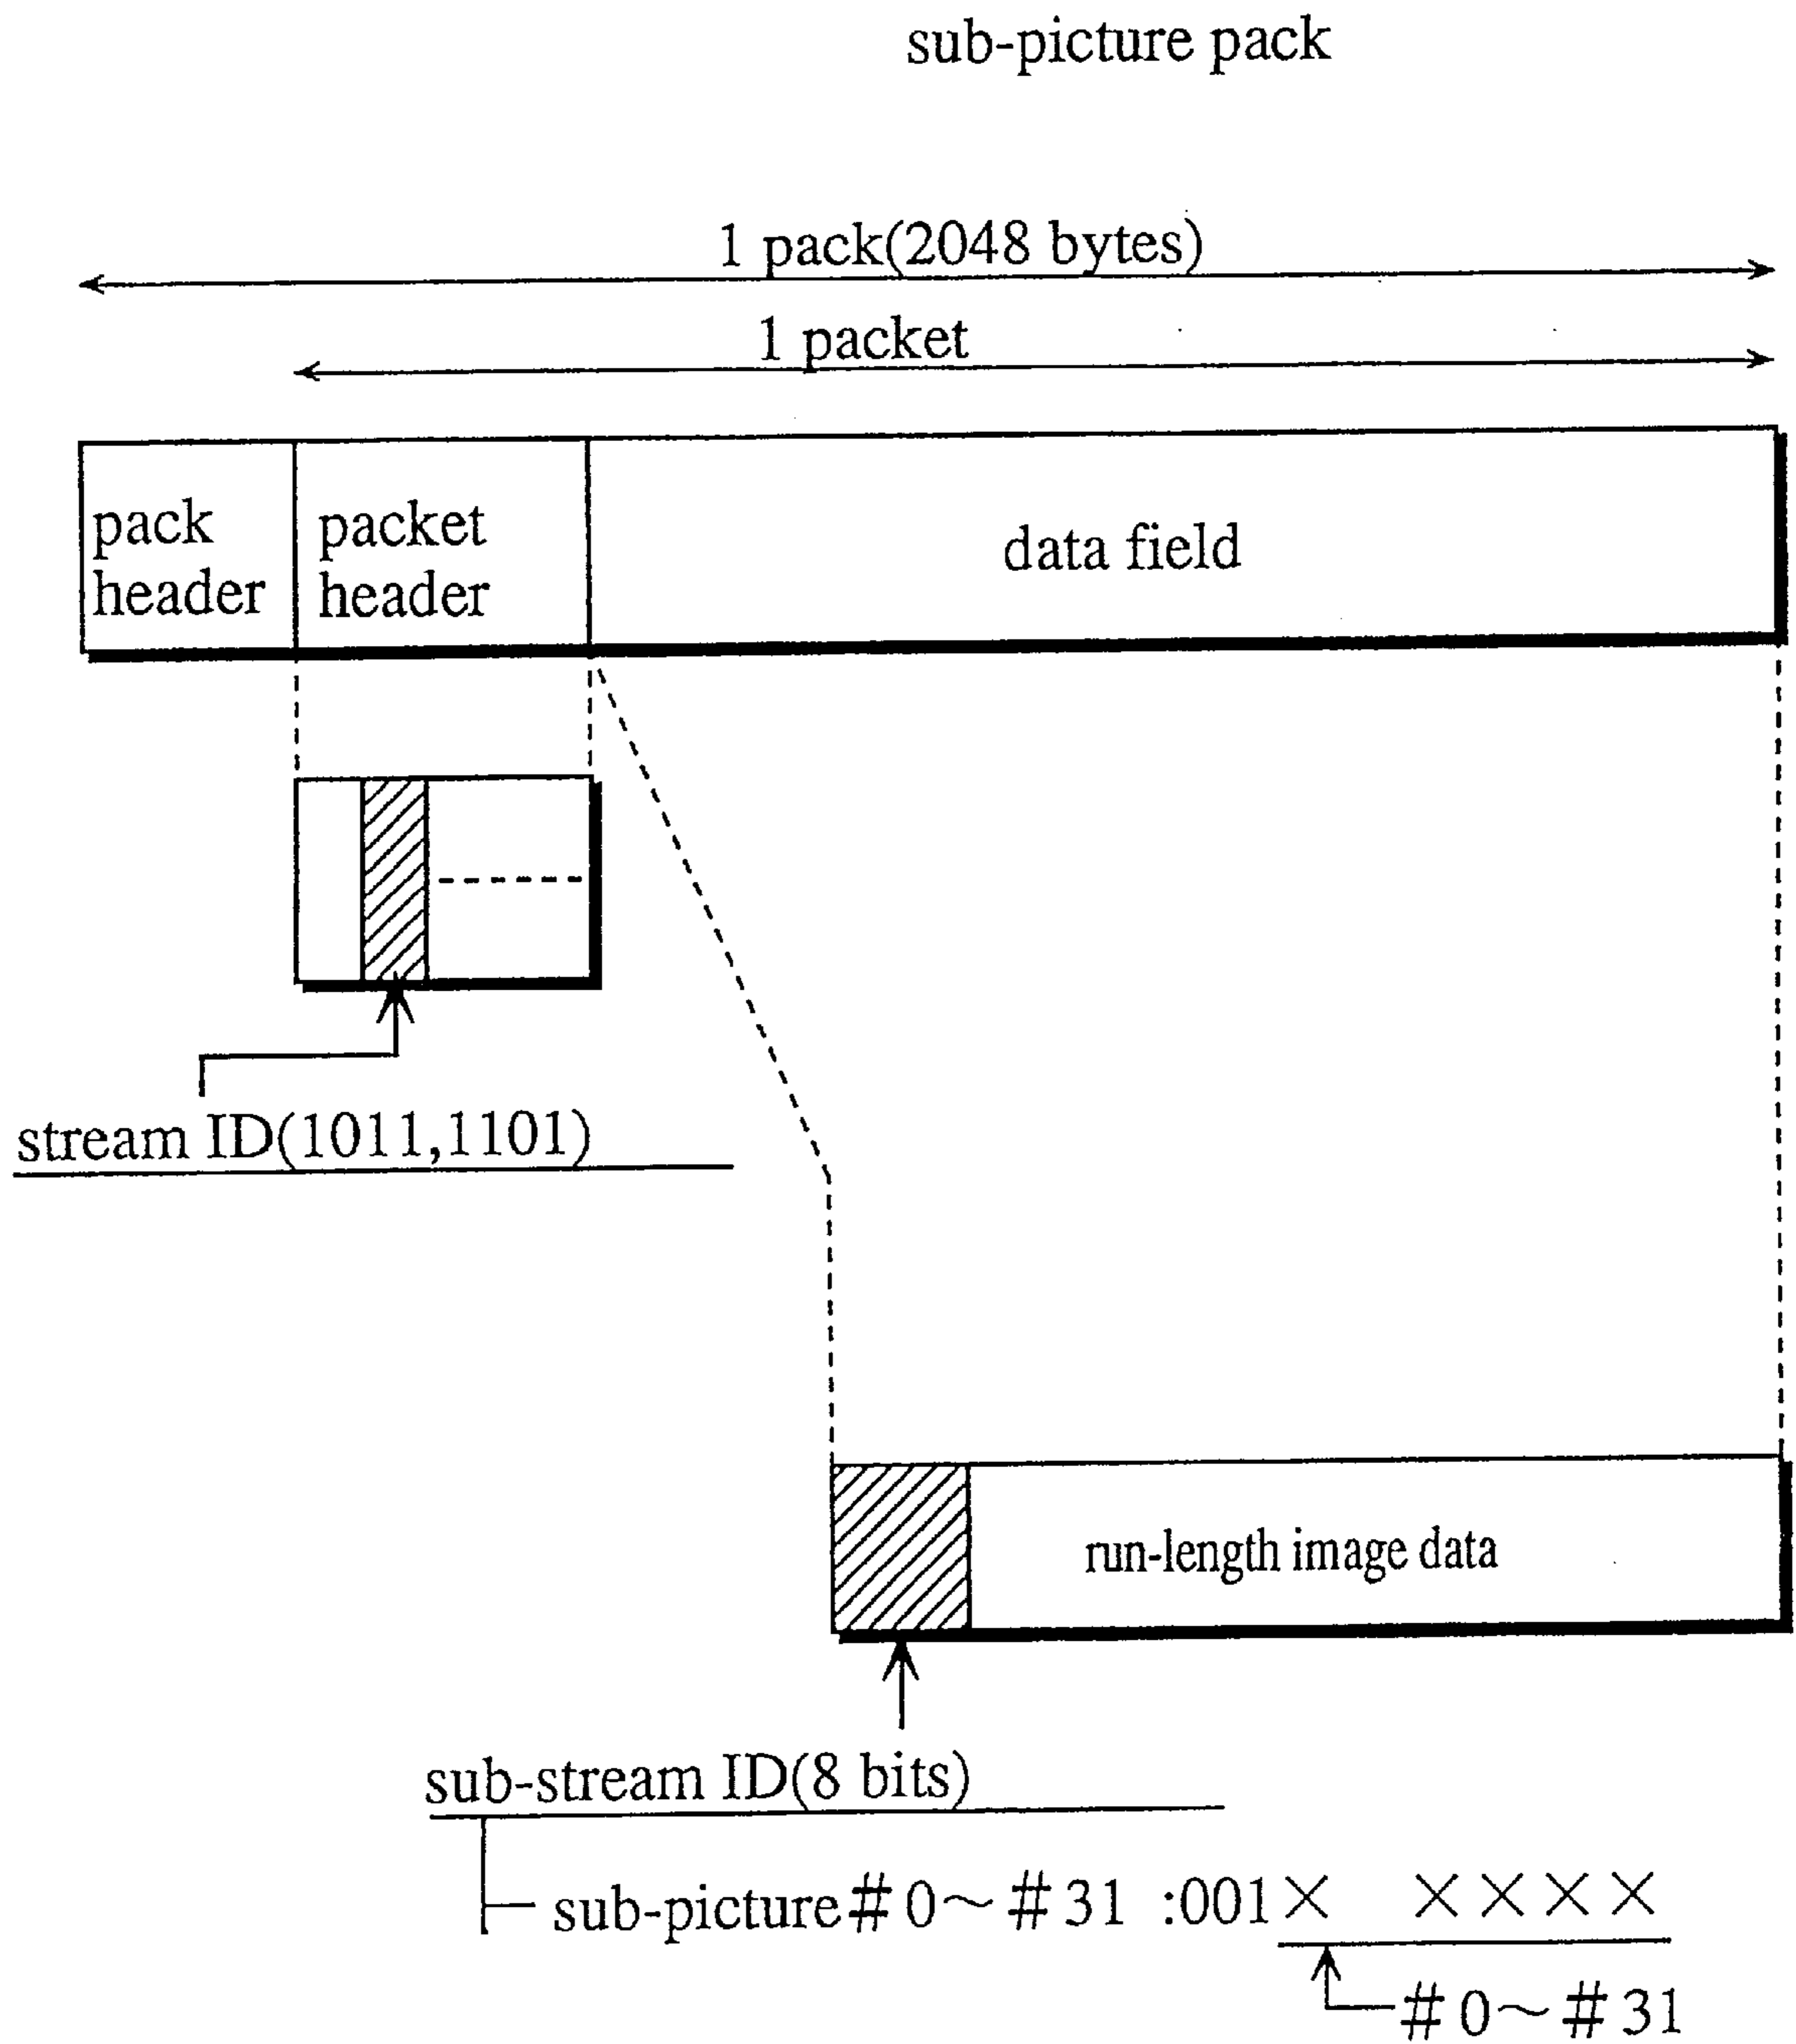 sub-picture pack
1 pack(2048 bytes)
1 packet
pack
header
packet
header
data field
stream ID(1011,1101)
run-length image data
sub-stream ID(8 bits)
sub-picture＃0～＃31 :001× ××××
＃0～＃31